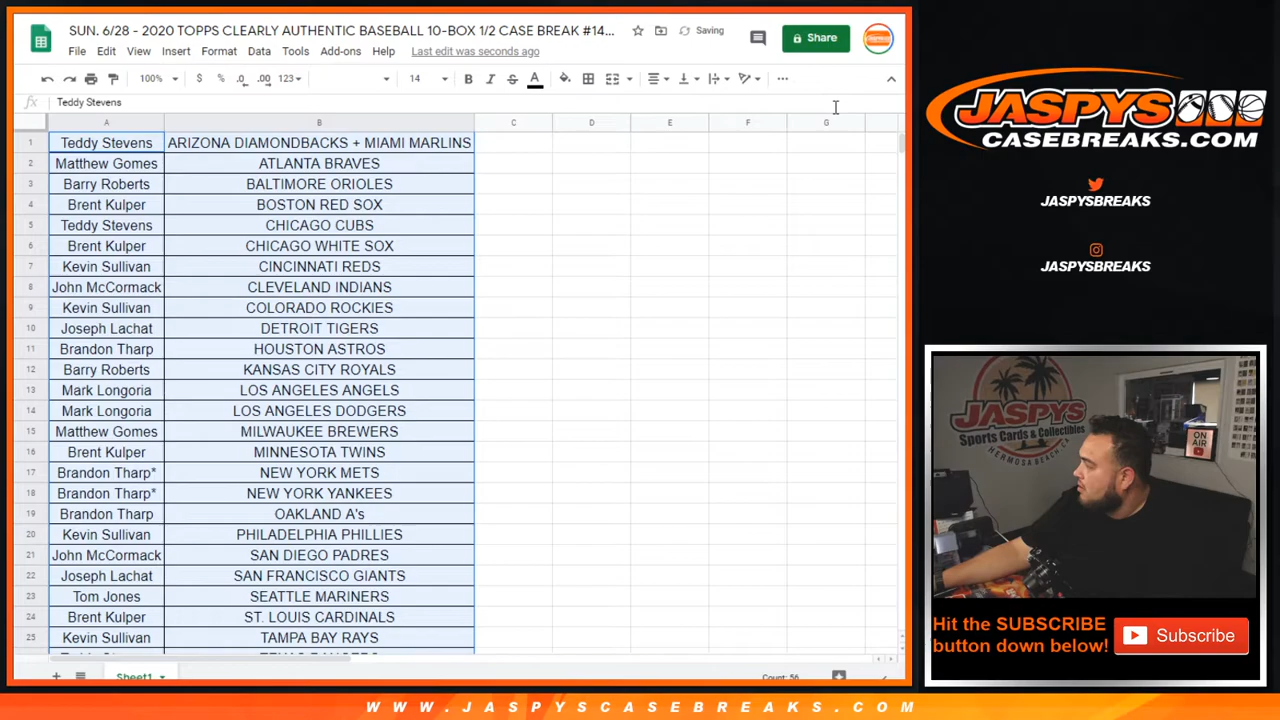 SUN. 6/28 - 2020 TOPPS CLEARLY AUTHENTIC BASEBALL 10-BOX 1/2 CASE BREAK #14...
Saving
Share
File Edit View Insert Format Data Tools Add-ons Help Last edit was seconds ago
100% $ % .0 .00 123 14 B I S A
fx Teddy Stevens
A B C D E F G
1 Teddy Stevens ARIZONA DIAMONDBACKS + MIAMI MARLINS
2 Matthew Gomes ATLANTA BRAVES
3 Barry Roberts BALTIMORE ORIOLES
4 Brent Kulper BOSTON RED SOX
5 Teddy Stevens CHICAGO CUBS
6 Brent Kulper CHICAGO WHITE SOX
7 Kevin Sullivan CINCINNATI REDS
8 John McCormack CLEVELAND INDIANS
9 Kevin Sullivan COLORADO ROCKIES
10 Joseph Lachat DETROIT TIGERS
11 Brandon Tharp HOUSTON ASTROS
12 Barry Roberts KANSAS CITY ROYALS
13 Mark Longoria LOS ANGELES ANGELS
14 Mark Longoria LOS ANGELES DODGERS
15 Matthew Gomes MILWAUKEE BREWERS
16 Brent Kulper MINNESOTA TWINS
17 Brandon Tharp* NEW YORK METS
18 Brandon Tharp* NEW YORK YANKEES
19 Brandon Tharp OAKLAND A's
20 Kevin Sullivan PHILADELPHIA PHILLIES
21 John McCormack SAN DIEGO PADRES
22 Joseph Lachat SAN FRANCISCO GIANTS
23 Tom Jones SEATTLE MARINERS
24 Brent Kulper ST. LOUIS CARDINALS
25 Kevin Sullivan TAMPA BAY RAYS
Sheet1
Count: 56
JASPYS
CASEBREAKS.COM
JASPYSBREAKS
JASPYSBREAKS
JASPYS
Sports Cards & Collectibles
HERMOSA BEACH, C
ON AIR
Hit the SUBSCRIBE
button down below!
Subscribe
WWW.JASPYSCASEBREAKS.COM